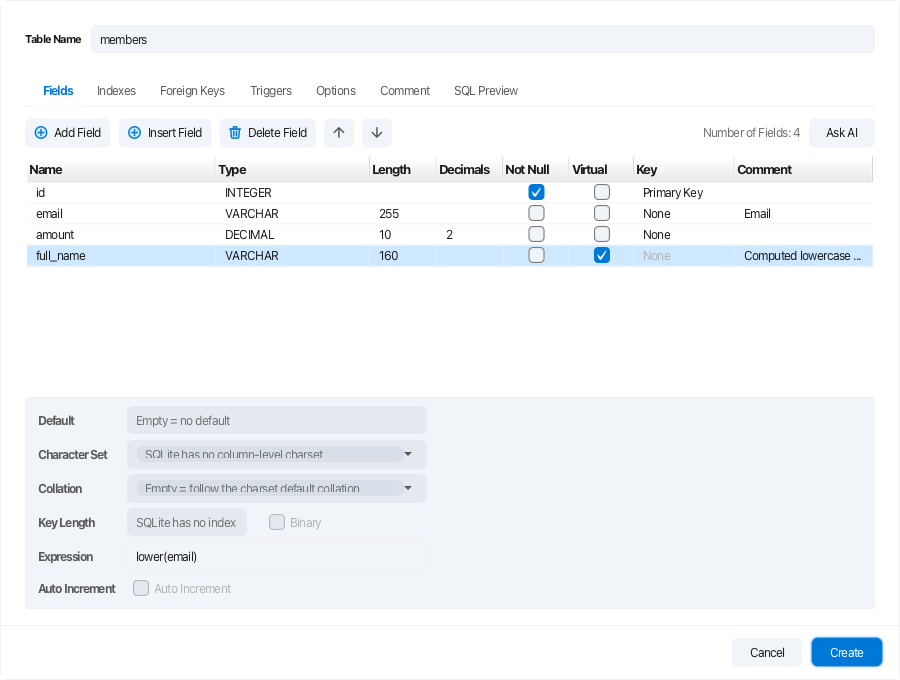 Table Name members
Fields Indexes Foreign Keys Triggers Options Comment SQL Preview
Add Field Insert Field Delete Field Number of Fields: 4 Ask AI
Name Type Length Decimals Not Null Virtual Key Comment
id INTEGER Primary Key
email VARCHAR 255 None Email
amount DECIMAL 10 2 None
full_name VARCHAR 160 None Computed lowercase ...
Default Empty = no default
Character Set SQLite has no column-level charset
Collation Empty = follow the charset default collation
Key Length SQLite has no index Binary
Expression lower(email)
Auto Increment Auto Increment
Cancel Create